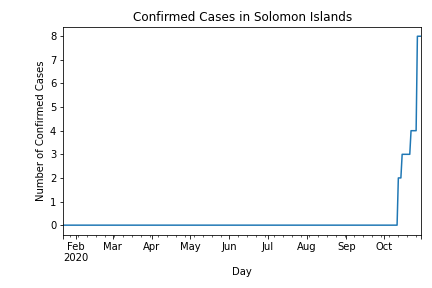 Confirmed Cases in Solomon Islands
8
7
6
5
4
3
2
1
0
Number of Confirmed Cases
Feb Mar Apr May Jun Jul Aug Sep Oct
2020
Day